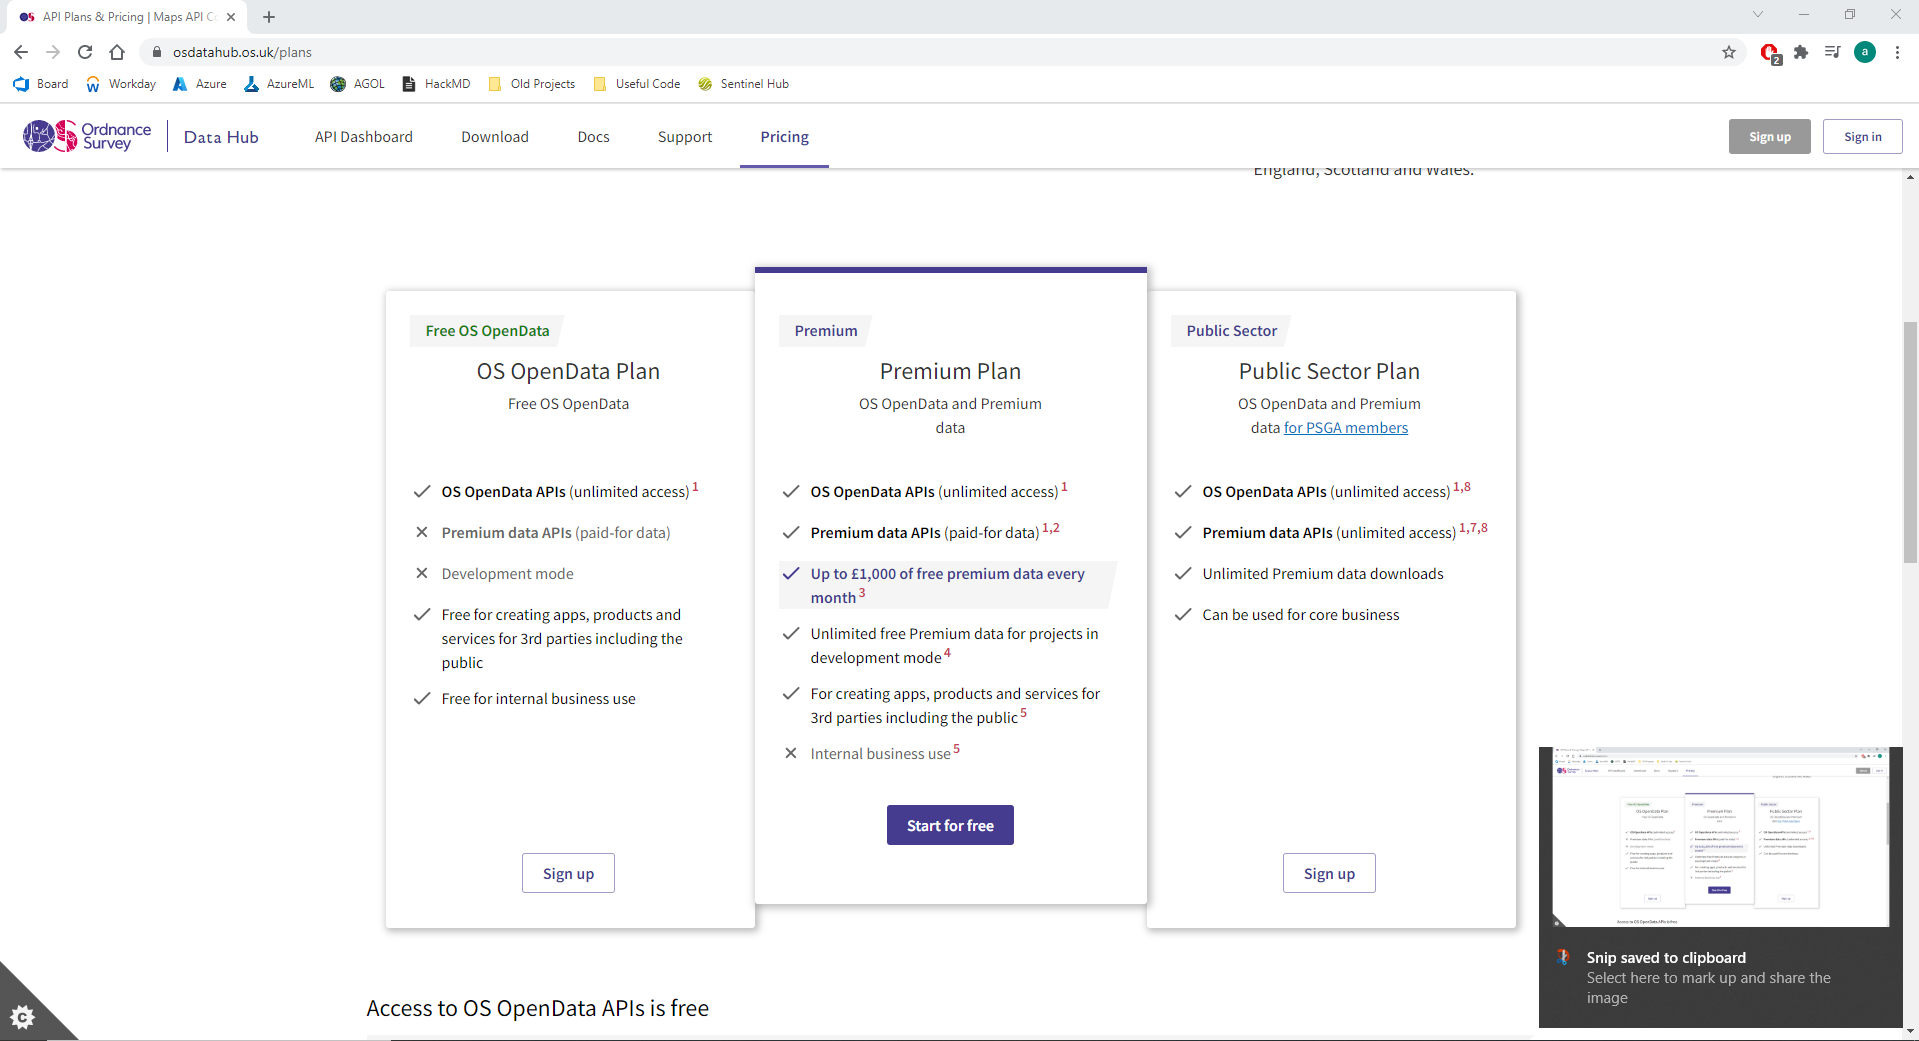 API Plans & Pricing | Maps API Co
osdatahub.os.uk/plans
2
a
Board
Workday
Azure
AzureML
AGOL
HackMD
Old Projects
Useful Code
Sentinel Hub
Ordnance
Survey
Data Hub
API Dashboard
Download
Docs
Support
Pricing
Sign up
Sign in
England, Scotland and Wales.
Free OS OpenData
OS OpenData Plan
Free OS OpenData
OS OpenData APIs (unlimited access) 1
Premium data APIs (paid-for data)
Development mode
Free for creating apps, products and
services for 3rd parties including the
public
Free for internal business use
Sign up
Premium
Premium Plan
OS OpenData and Premium
data
OS OpenData APIs (unlimited access) 1
Premium data APIs (paid-for data) 1,2
Up to £1,000 of free premium data every
month 3
Unlimited free Premium data for projects in
development mode 4
For creating apps, products and services for
3rd parties including the public 5
Internal business use 5
Start for free
Public Sector
Public Sector Plan
OS OpenData and Premium
data for PSGA members
OS OpenData APIs (unlimited access) 1,8
Premium data APIs (unlimited access) 1,7,8
Unlimited Premium data downloads
Can be used for core business
Sign up
Access to OS OpenData APIs is free
Snip saved to clipboard
Select here to mark up and share the
image